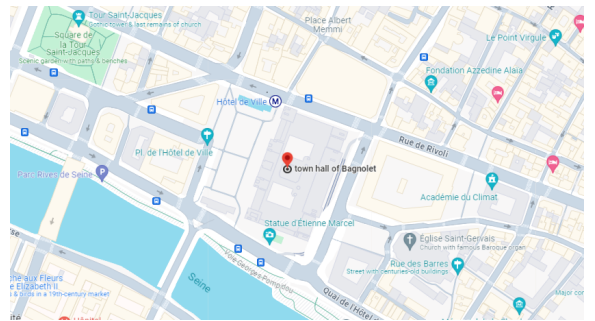 Tour Saint-Jacques
Gothic tower & last remains of church
Square de
la Tour
Saint-Jacques
Scenic garden with paths & benches
Place Albert
Memmi
Le Point Virgule
Fondation Azzedine Alaïa
Hôtel de Ville
M
Rue de Rivoli
Pl. de l'Hôtel de Ville
town hall of Bagnolet
Parc Rives de Seine
P
Académie du Climat
Statue d'Étienne Marcel
Église Saint-Gervais
Church with famous Baroque organ
Rue des Barres
Street with centuries-old buildings
Voie Georges Pompidou
Seine
Quai de l'Hôtel
he aux Fleurs
e Elizabeth II
s & birds in a 19th-century market
Hôpital
Major con